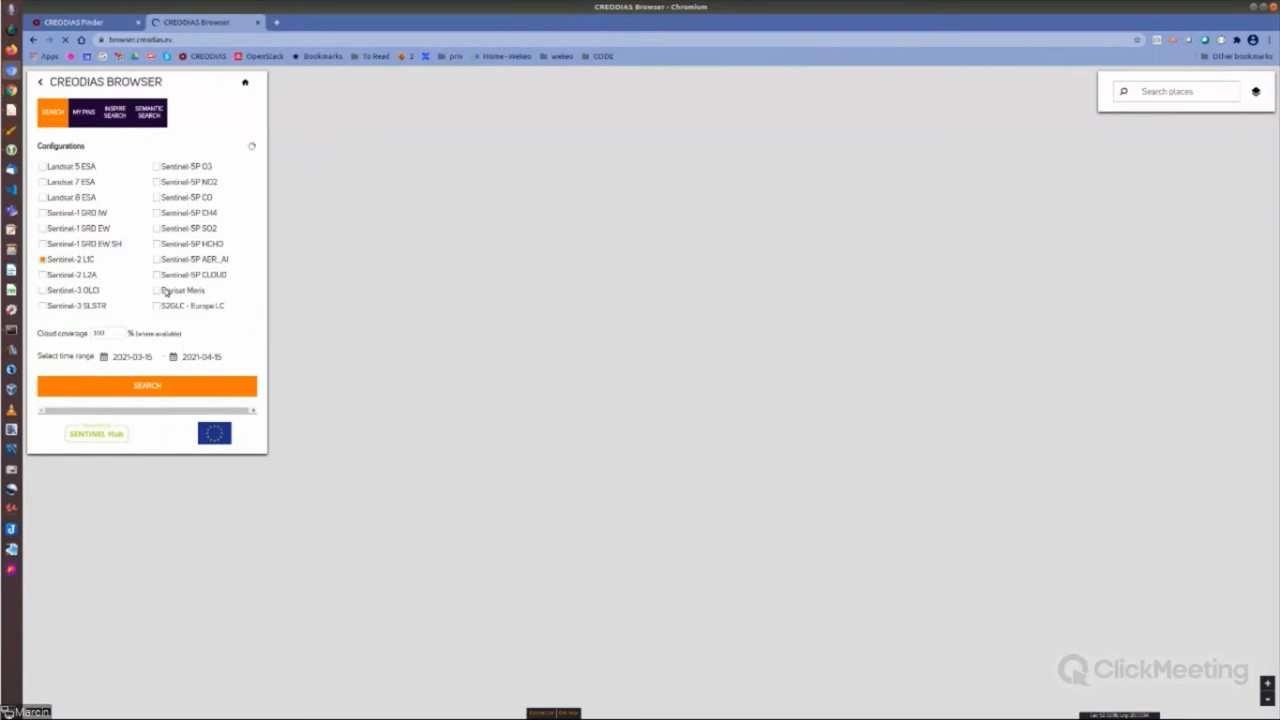 CREODIAS Browser - Chromium
CREODIAS Finder
CREODIAS Browser
browser.creodias.eu
Apps
CREODIAS
OpenStack
Bookmarks
To Read
2
priv
Home - Wekeo
wekeo
CODE
Other bookmarks
CREODIAS BROWSER
Search places
SEARCH
MY PINS
INSPIRE SEARCH
SEMANTIC SEARCH
Configurations
Landsat 5 ESA
Sentinel-5P O3
Landsat 7 ESA
Sentinel-5P NO2
Landsat 8 ESA
Sentinel-5P CO
Sentinel-1 GRD IW
Sentinel-5P CH4
Sentinel-1 GRD EW
Sentinel-5P SO2
Sentinel-1 GRD EW SH
Sentinel-5P HCHO
Sentinel-2 L1C
Sentinel-5P AER_AI
Sentinel-2 L2A
Sentinel-5P CLOUD
Sentinel-3 OLCI
Envisat Meris
Sentinel-3 SLSTR
S2GLC - Europe LC
Cloud coverage 100 % (where available)
Select time range 2021-03-15 - 2021-04-15
SEARCH
SENTINEL Hub
ClickMeeting
Marcin